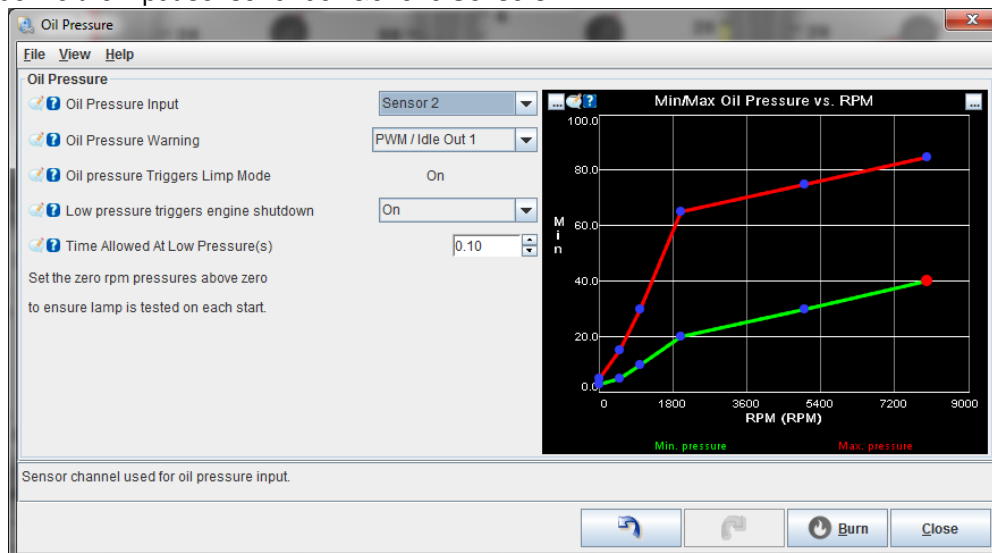 Oil Pressure
File View Help
Oil Pressure
Oil Pressure Input Sensor 2
Oil Pressure Warning PWM / Idle Out 1
Oil pressure Triggers Limp Mode On
Low pressure triggers engine shutdown On
Time Allowed At Low Pressure(s) 0.10
Set the zero rpm pressures above zero
to ensure lamp is tested on each start.
... Min/Max Oil Pressure vs. RPM ...
100.0
80.0
60.0
40.0
20.0
0.0
Min
0 1800 3600 5400 7200 9000
RPM (RPM)
Min. pressure Max. pressure
Sensor channel used for oil pressure input.
Burn Close